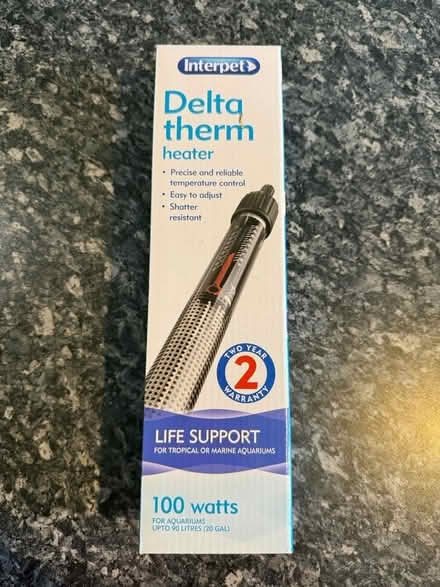 Interpet
Delta
therm
heater
• Precise and reliable
temperature control
• Easy to adjust
• Shatter
resistant
TWO YEAR
2
WARRANTY
LIFE SUPPORT
FOR TROPICAL OR MARINE AQUARIUMS
100 watts
FOR AQUARIUMS
UPTO 90 LITRES (20 GAL)